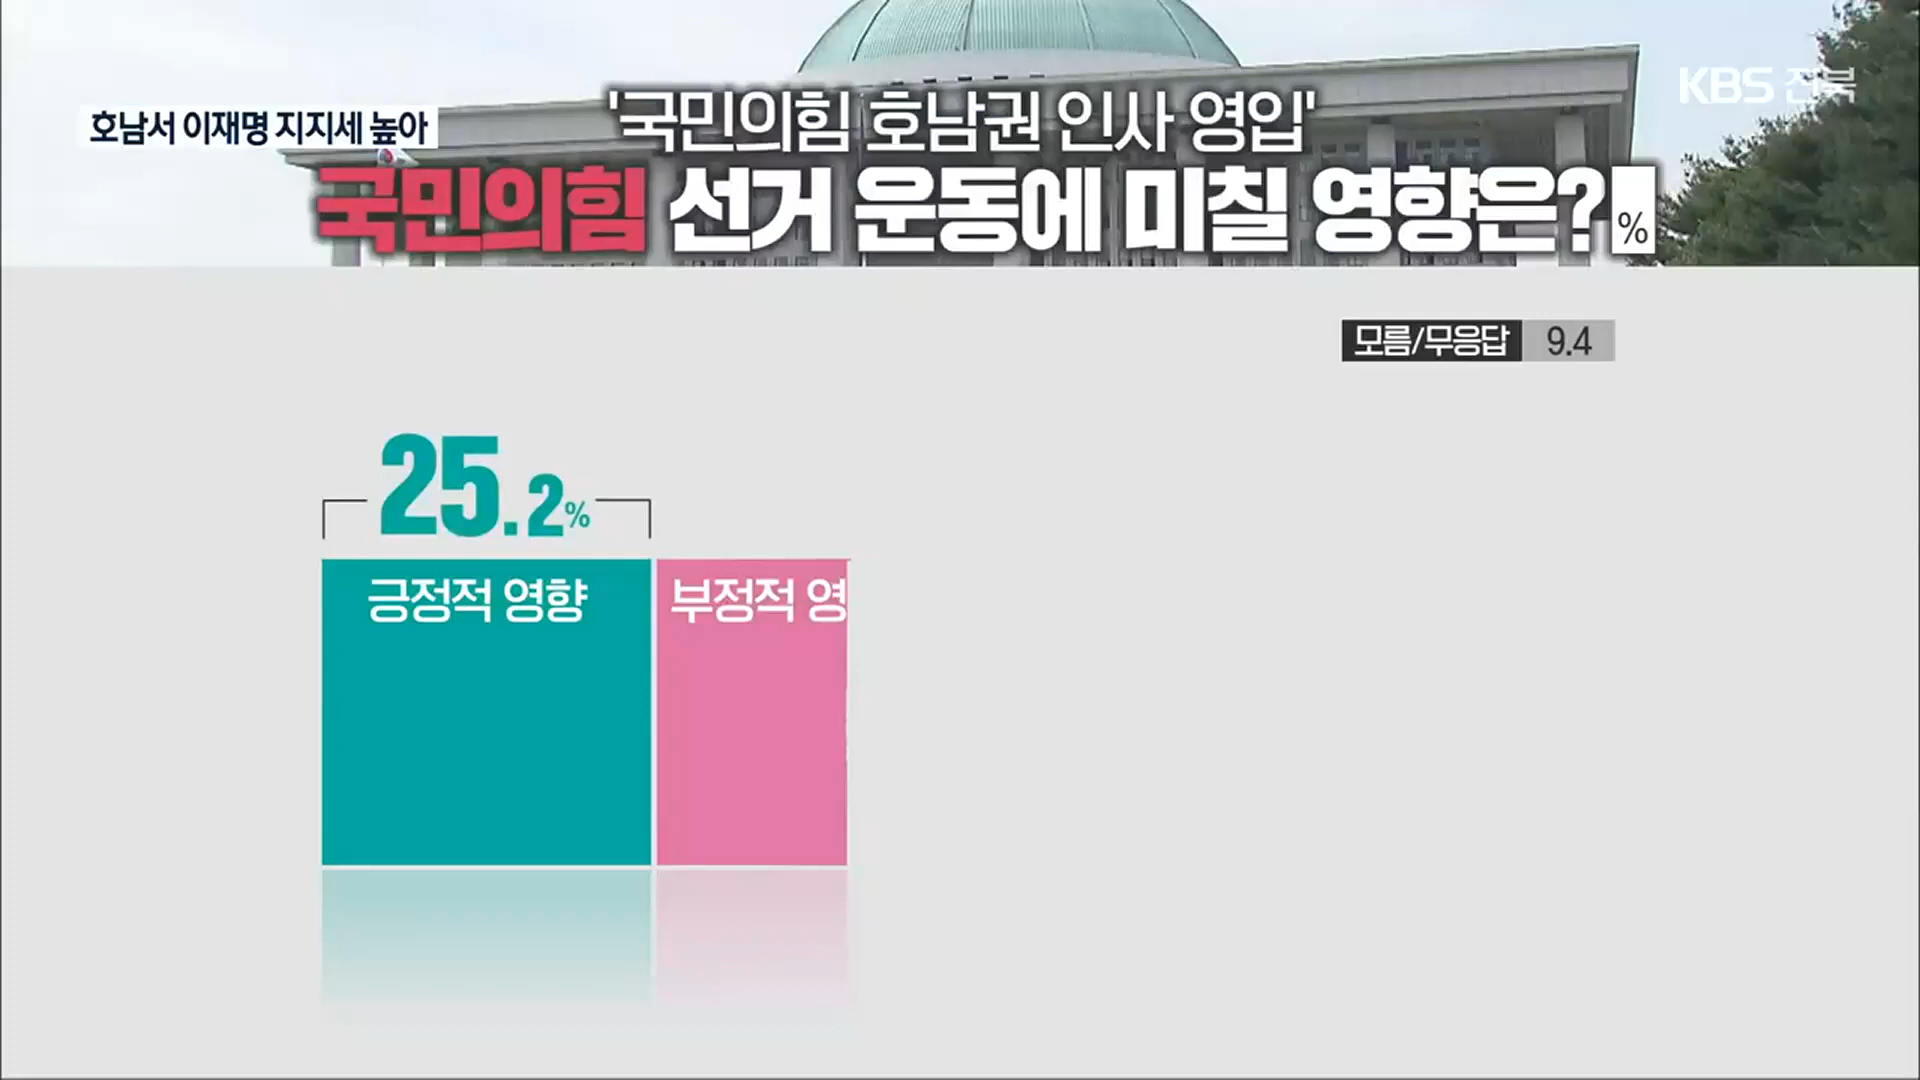 KBS 전북
호남서 이재명 지지세 높아
'국민의힘 호남권 인사 영입'
국민의힘 선거 운동에 미칠 영향은? %
모름/무응답 9.4
25.2%
긍정적 영향
부정적 영